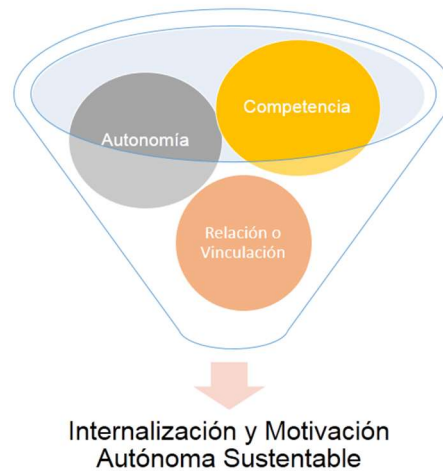 Competencia
Autonomía
Relación o
Vinculación
Internalización y Motivación
Autónoma Sustentable